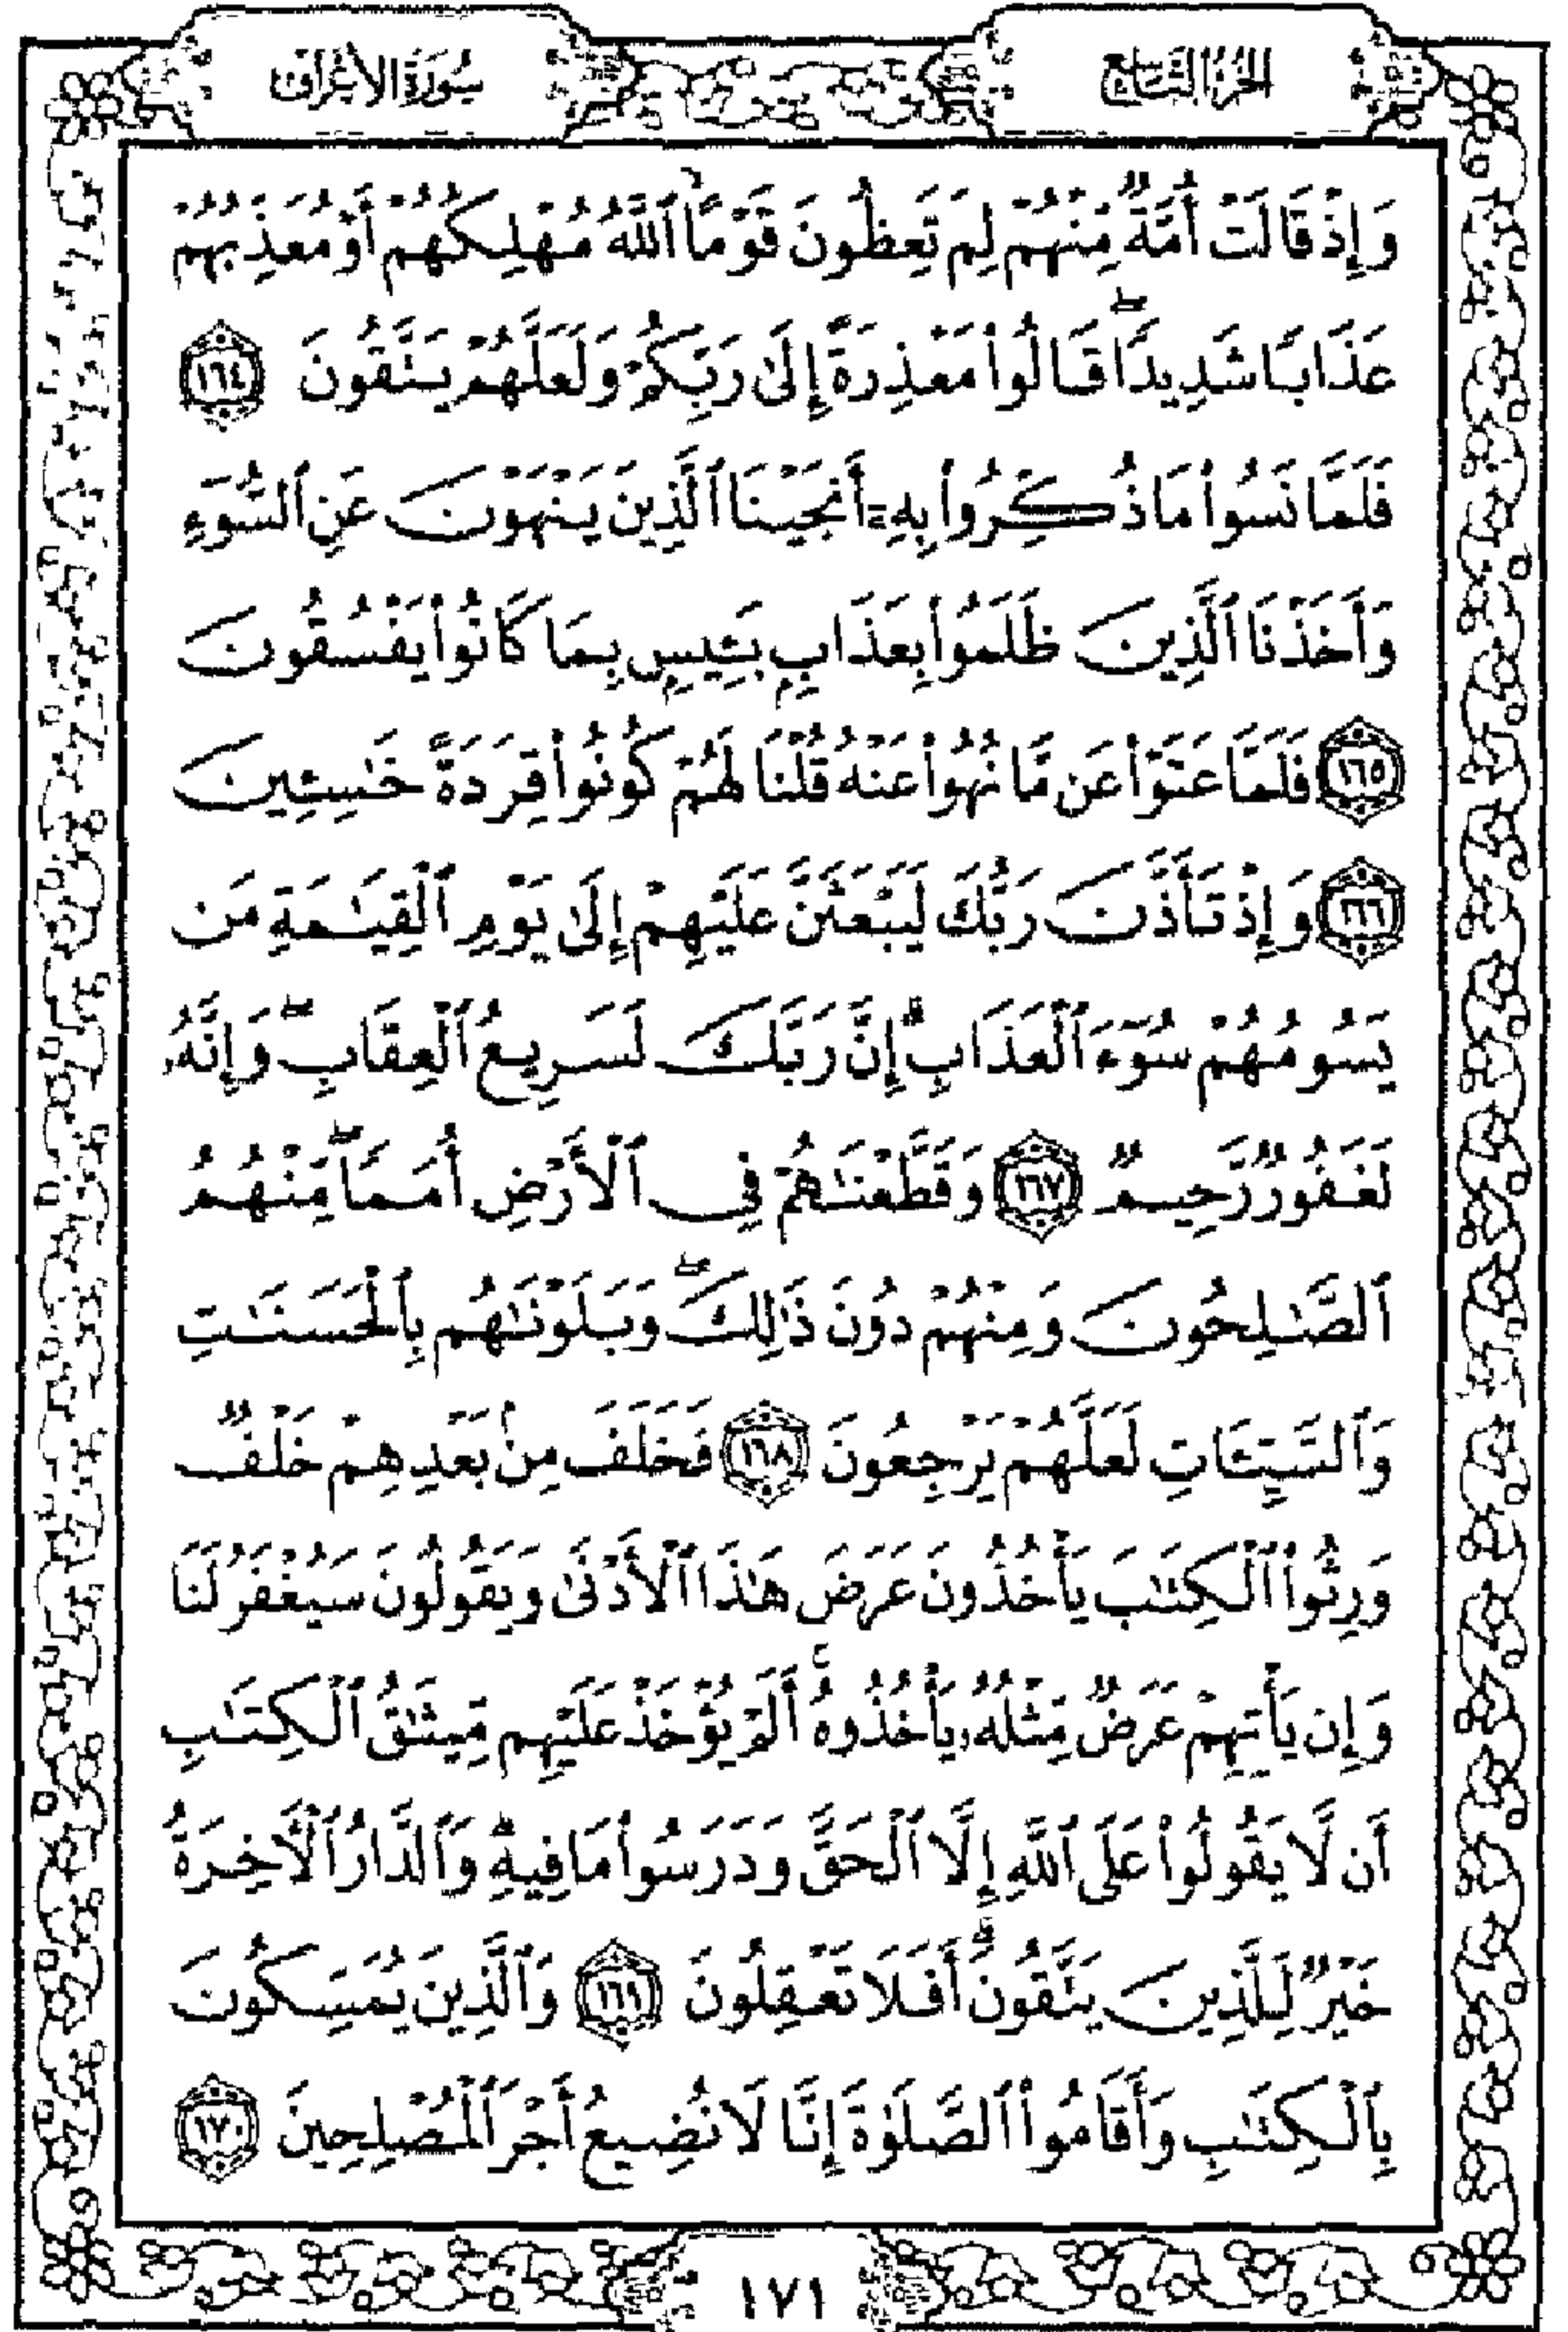 الجزء التاسع
سورة الأعراف
وَإِذْ قَالَتْ أُمَّةٌ مِّنْهُمْ لِمَ تَعِظُونَ قَوْمًا ۙ ٱللَّهُ مُهْلِكُهُمْ أَوْ مُعَذِّبُهُمْ
عَذَابًا شَدِيدًا ۖ قَالُوا۟ مَعْذِرَةً إِلَىٰ رَبِّكُمْ وَلَعَلَّهُمْ يَتَّقُونَ ١٦٤
فَلَمَّا نَسُوا۟ مَا ذُكِّرُوا۟ بِهِۦٓ أَنجَيْنَا ٱلَّذِينَ يَنْهَوْنَ عَنِ ٱلسُّوٓءِ
وَأَخَذْنَا ٱلَّذِينَ ظَلَمُوا۟ بِعَذَابٍۭ بَـِٔيسٍۭ بِمَا كَانُوا۟ يَفْسُقُونَ
١٦٥ فَلَمَّا عَتَوْا۟ عَن مَّا نُهُوا۟ عَنْهُ قُلْنَا لَهُمْ كُونُوا۟ قِرَدَةً خَـٰسِـِٔينَ
١٦٦ وَإِذْ تَأَذَّنَ رَبُّكَ لَيَبْعَثَنَّ عَلَيْهِمْ إِلَىٰ يَوْمِ ٱلْقِيَـٰمَةِ مَن
يَسُومُهُمْ سُوٓءَ ٱلْعَذَابِ ۗ إِنَّ رَبَّكَ لَسَرِيعُ ٱلْعِقَابِ ۖ وَإِنَّهُۥ
لَغَفُورٌ رَّحِيمٌ ١٦٧ وَقَطَّعْنَـٰهُمْ فِى ٱلْأَرْضِ أُمَمًا ۖ مِّنْهُمُ
ٱلصَّـٰلِحُونَ وَمِنْهُمْ دُونَ ذَٰلِكَ ۖ وَبَلَوْنَـٰهُم بِٱلْحَسَنَـٰتِ
وَٱلسَّيِّـَٔاتِ لَعَلَّهُمْ يَرْجِعُونَ ١٦٨ فَخَلَفَ مِنۢ بَعْدِهِمْ خَلْفٌ
وَرِثُوا۟ ٱلْكِتَـٰبَ يَأْخُذُونَ عَرَضَ هَـٰذَا ٱلْأَدْنَىٰ وَيَقُولُونَ سَيُغْفَرُ لَنَا
وَإِن يَأْتِهِمْ عَرَضٌ مِّثْلُهُۥ يَأْخُذُوهُ ۚ أَلَمْ يُؤْخَذْ عَلَيْهِم مِّيثَـٰقُ ٱلْكِتَـٰبِ
أَن لَّا يَقُولُوا۟ عَلَى ٱللَّهِ إِلَّا ٱلْحَقَّ وَدَرَسُوا۟ مَا فِيهِ ۗ وَٱلدَّارُ ٱلْـَٔاخِرَةُ
خَيْرٌ لِّلَّذِينَ يَتَّقُونَ ۗ أَفَلَا تَعْقِلُونَ ١٦٩ وَٱلَّذِينَ يُمَسِّكُونَ
بِٱلْكِتَـٰبِ وَأَقَامُوا۟ ٱلصَّلَوٰةَ إِنَّا لَا نُضِيعُ أَجْرَ ٱلْمُصْلِحِينَ ١٧٠
١٧١